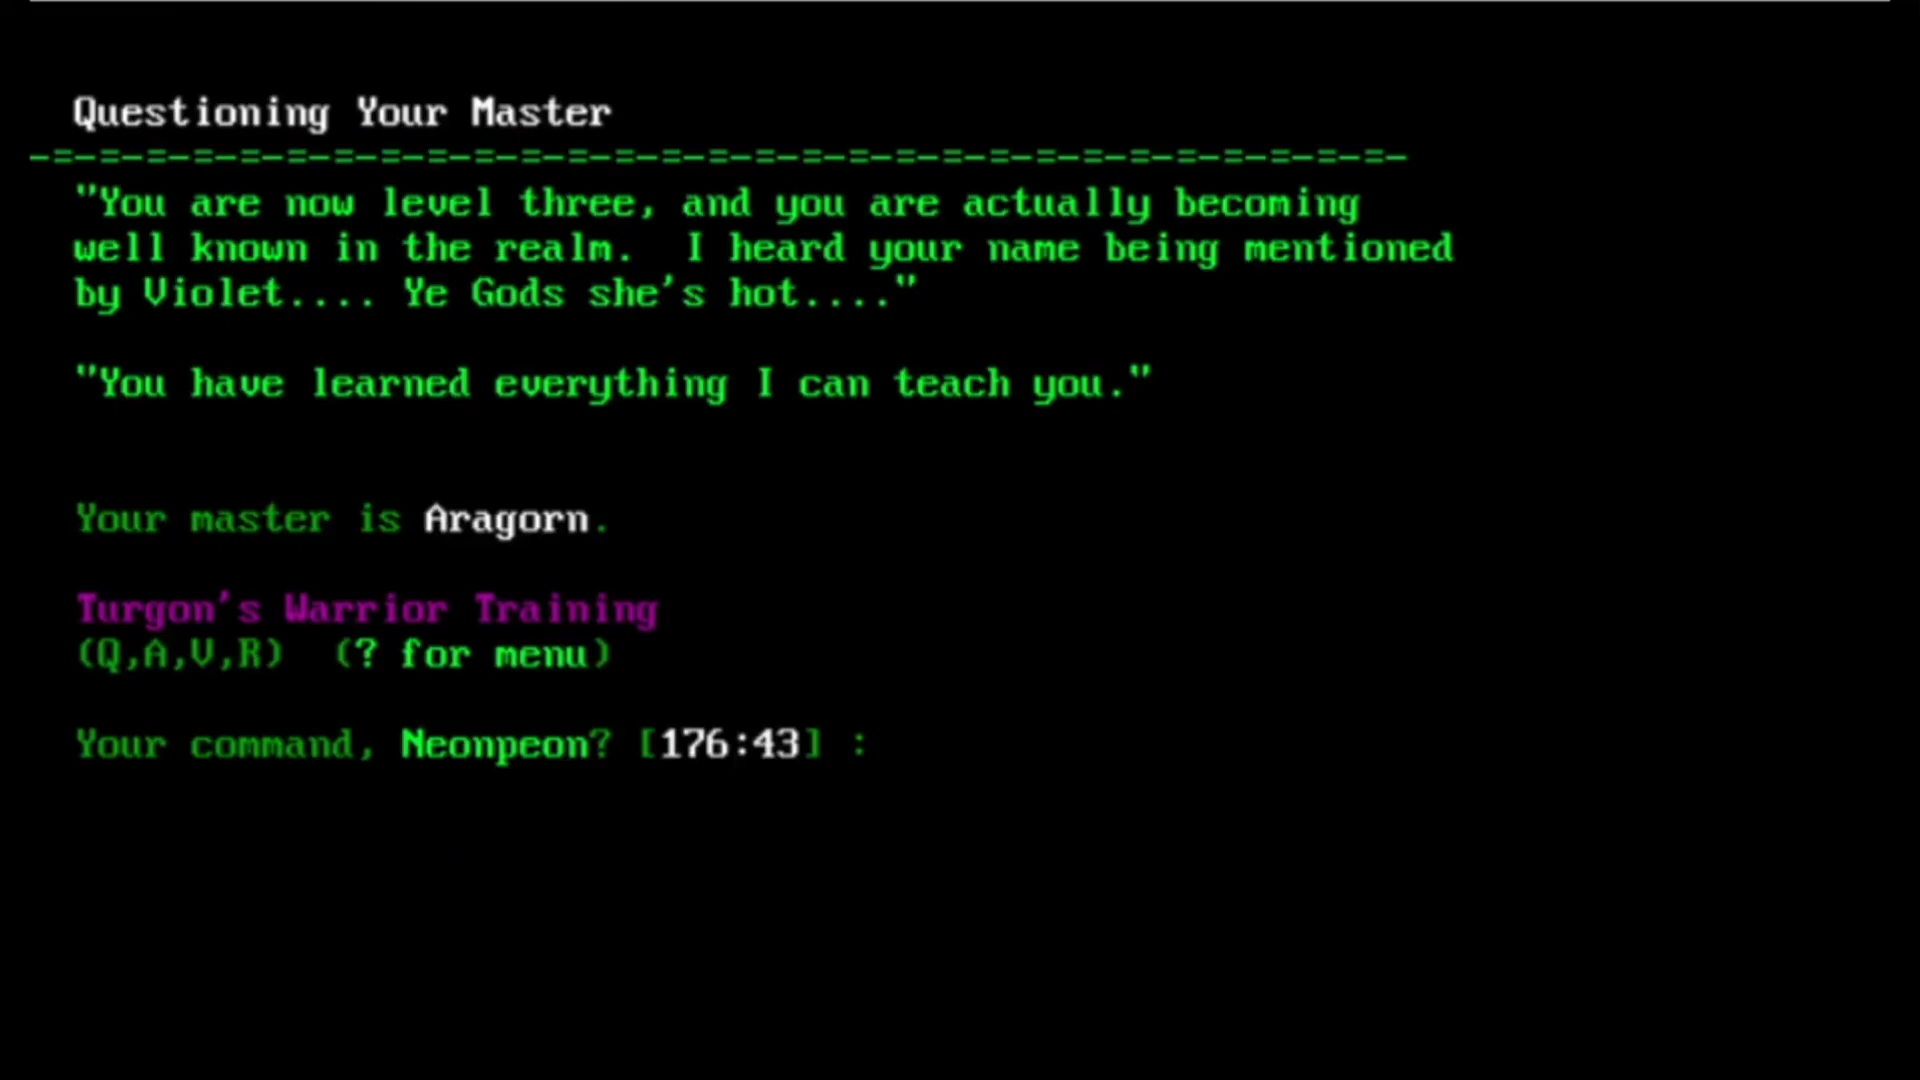 Questioning Your Master
-=-=-=-=-=-=-=-=-=-=-=-=-=-=-=-=-=-=-=-=-=-=-=-=-=-=-=-=-=-
"You are now level three, and you are actually becoming
well known in the realm.  I heard your name being mentioned
by Violet.... Ye Gods she's hot...."
"You have learned everything I can teach you."
Your master is Aragorn.
Turgon's Warrior Training
(Q,A,V,R)  (? for menu)
Your command, Neonpeon? [176:43] :